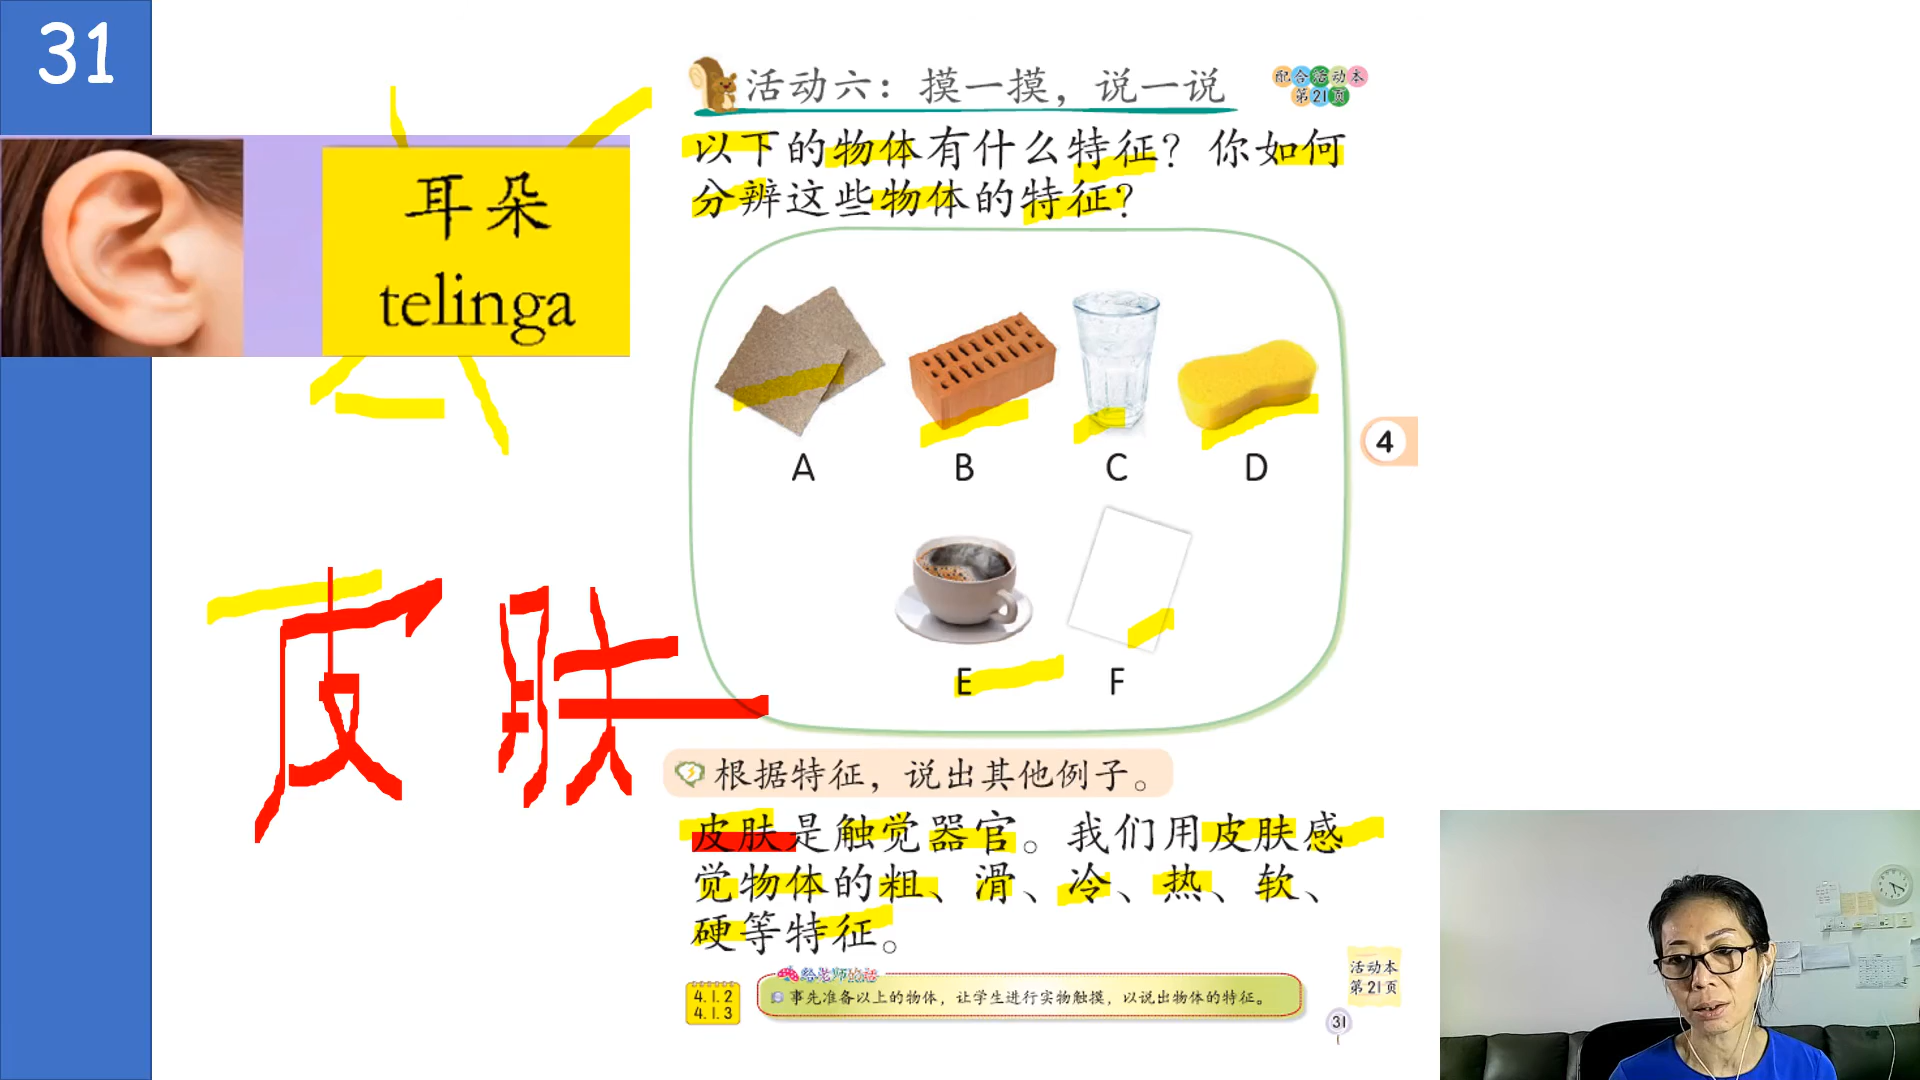 31
耳朵
telinga
皮肤
活动六：摸一摸，说一说
配合活动本
第21页
以下的物体有什么特征？你如何
分辨这些物体的特征？
A
B
C
D
4
E
F
根据特征，说出其他例子。
皮肤是触觉器官。我们用皮肤感
觉物体的粗、滑、冷、热、软、
硬等特征。
给老师的话
事先准备以上的物体，让学生进行实物触摸，以说出物体的特征。
4.1.2
4.1.3
活动本
第21页
31